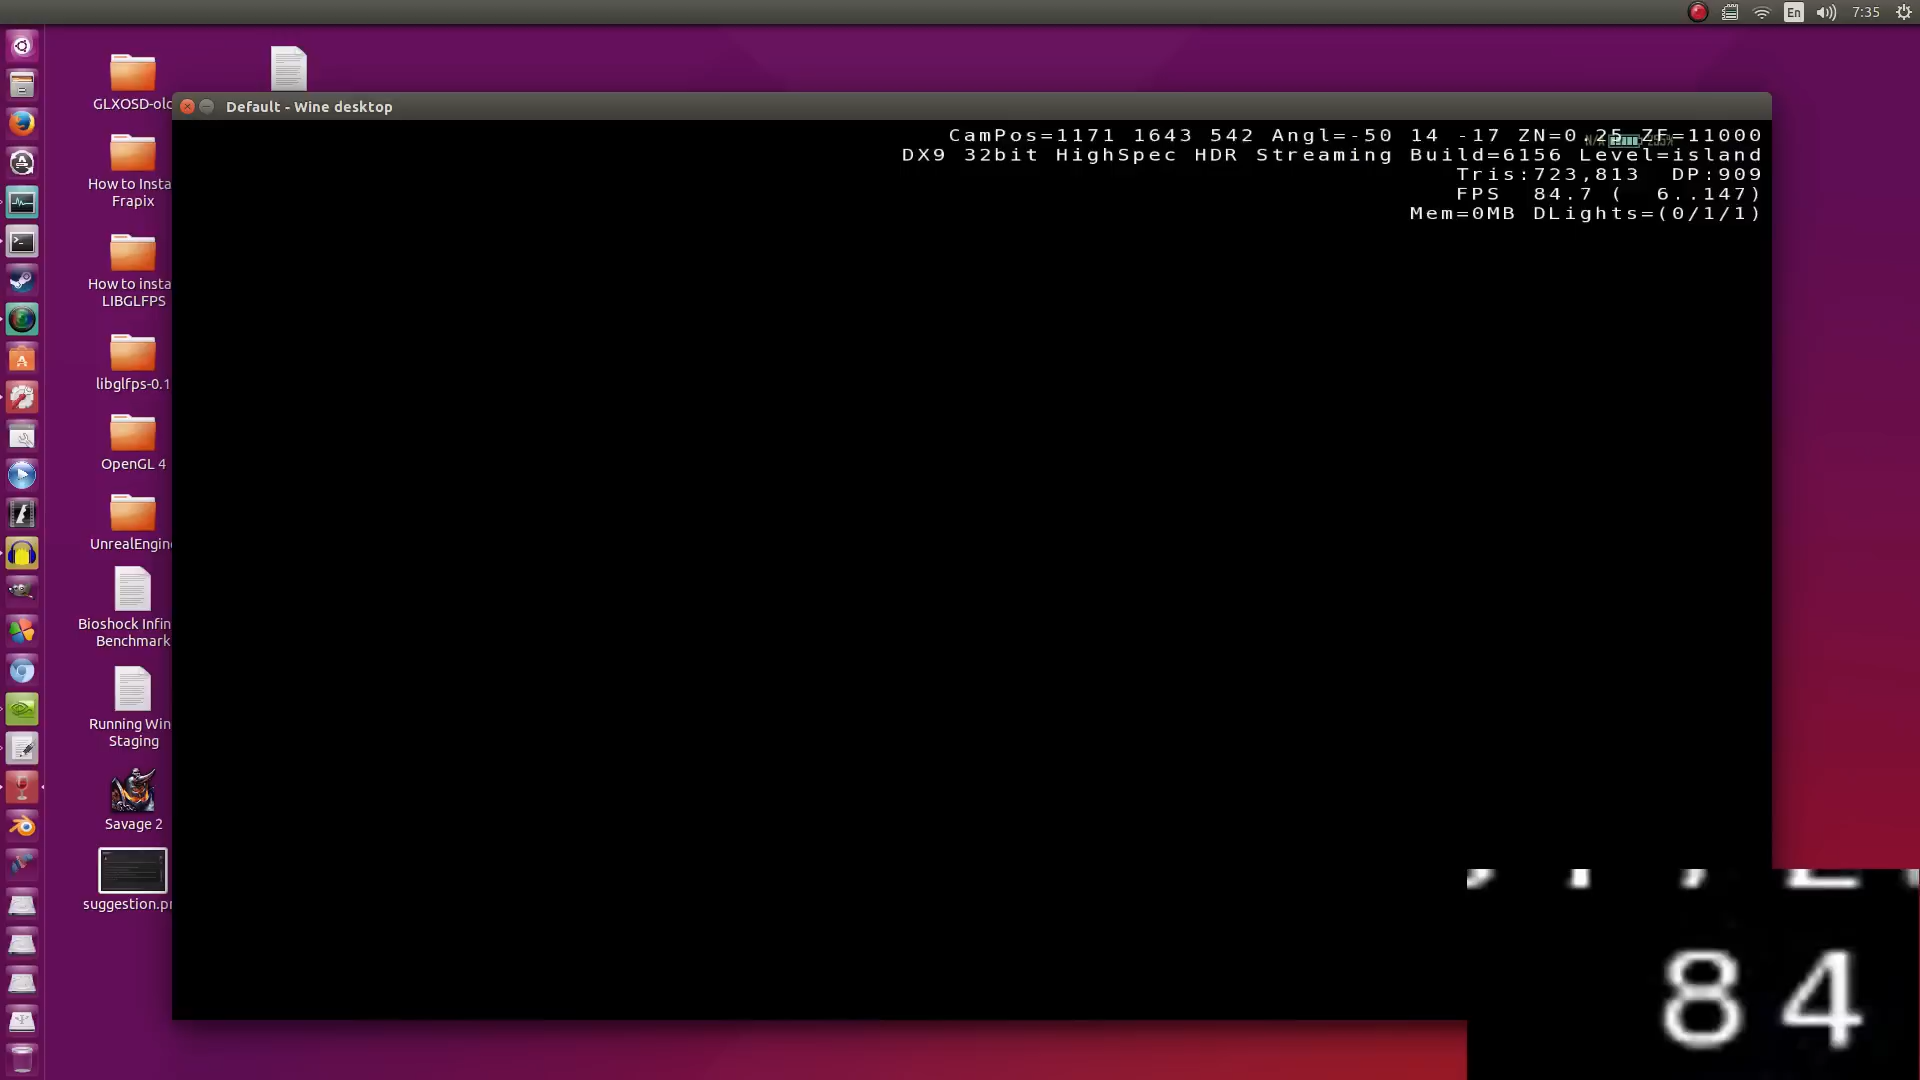 En
7:35
GLXOSD-old
How to Insta
Frapix
How to insta
LIBGLFPS
libglfps-0.1
OpenGL 4
UnrealEngin
Bioshock Infin
Benchmark
Running Win
Staging
Savage 2
suggestion.p
Default - Wine desktop
CamPos=1171 1643 542 Angl=-50 14 -17 ZN=0.25 ZF=11000
DX9 32bit HighSpec HDR Streaming Build=6156 Level=island
Tris:723,813 DP:909
FPS 84.7 ( 6..147)
Mem=0MB DLights=(0/1/1)
84